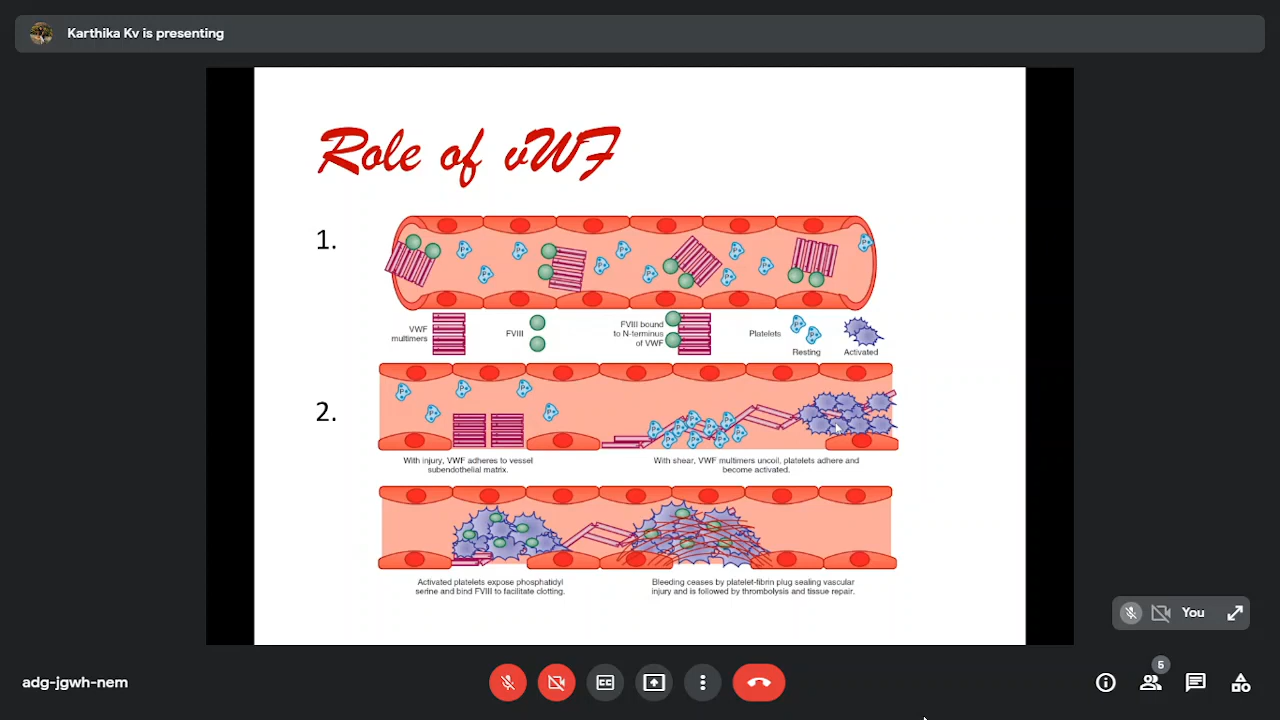 Karthika Kv is presenting
Role of vWF
1.
VWF
multimers
FVIII
FVIII bound
to N-terminus
of VWF
Platelets
Resting
Activated
2.
With injury, VWF adheres to vessel
subendothelial matrix.
With shear, VWF multimers uncoil, platelets adhere and
become activated.
Activated platelets expose phosphatidyl
serine and bind FVIII to facilitate clotting.
Bleeding ceases by platelet-fibrin plug sealing vascular
injury and is followed by thrombolysis and tissue repair.
You
adg-jgwh-nem
CC
5